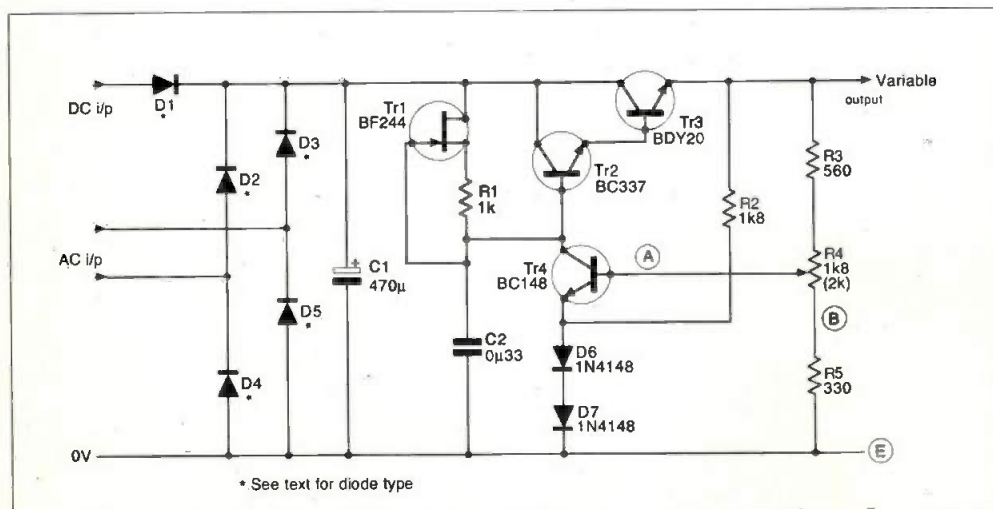 DC i/p
D1
*
D2
*
D3
*
AC i/p
D4
*
D5
*
C1
470µ
+
Tr1
BF244
R1
1k
C2
0µ33
Tr2
BC337
Tr3
BDY20
Tr4
BC148
D6
1N4148
D7
1N4148
R2
1k8
Variable
output
R3
560
R4
1k8
(2k)
A
B
R5
330
0V
E
* See text for diode type